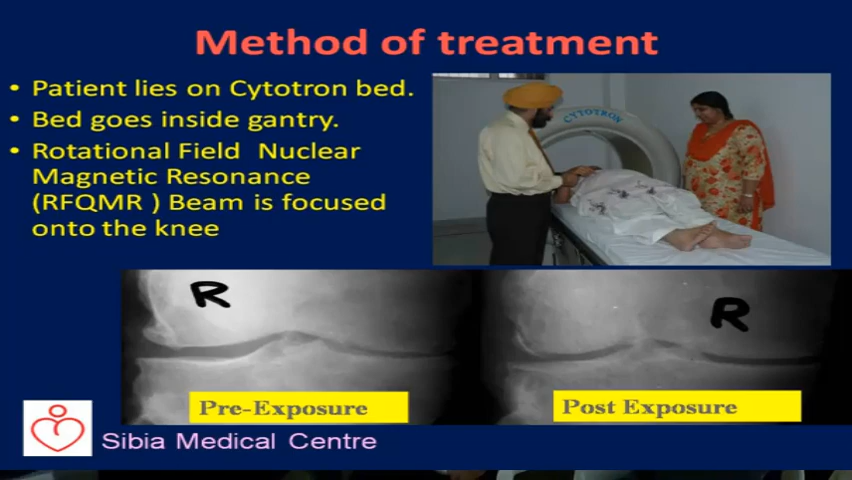 Method of treatment
• Patient lies on Cytotron bed.
• Bed goes inside gantry.
• Rotational Field Nuclear
Magnetic Resonance
(RFQMR ) Beam is focused
onto the knee
CYTOTRON
R
R
Pre-Exposure
Post Exposure
Sibia Medical Centre